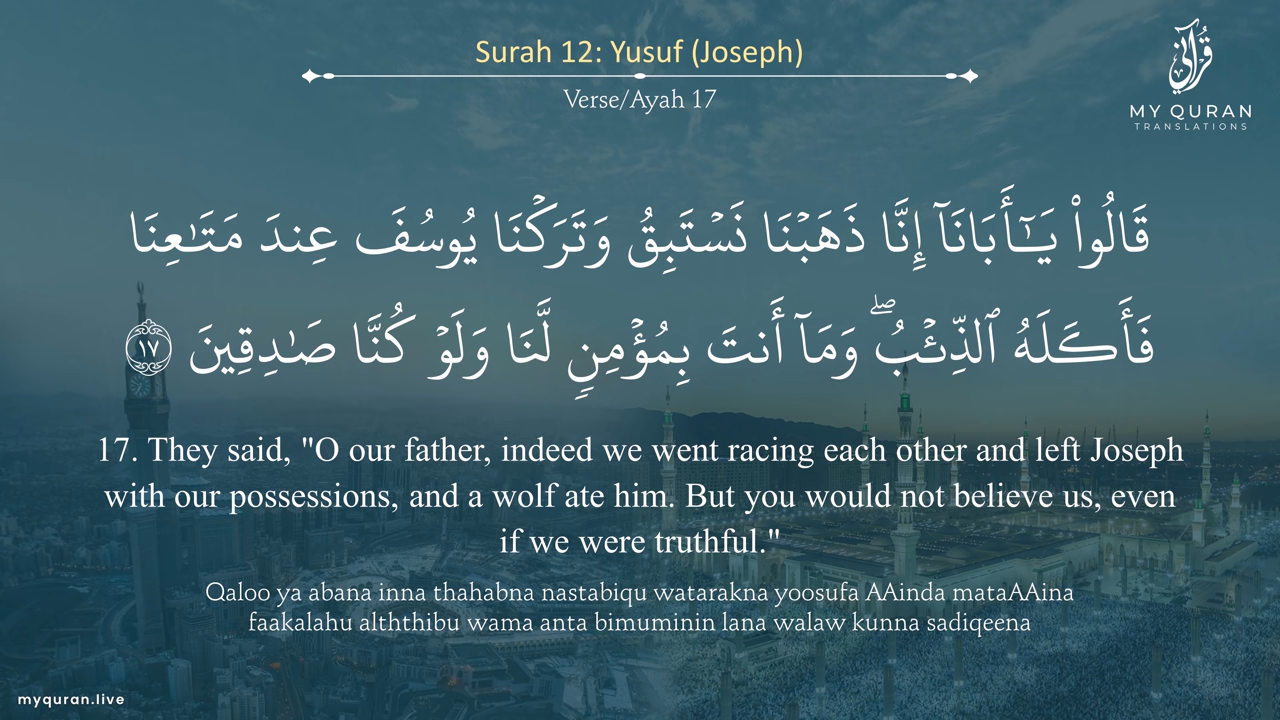 Surah 12: Yusuf (Joseph)
Verse/Ayah 17
قرآني
MY QURAN
TRANSLATIONS
قَالُوا۟ يَـٰٓأَبَانَآ إِنَّا ذَهَبْنَا نَسْتَبِقُ وَتَرَكْنَا يُوسُفَ عِندَ مَتَـٰعِنَا
فَأَكَلَهُ ٱلذِّئْبُ ۖ وَمَآ أَنتَ بِمُؤْمِنٍ لَّنَا وَلَوْ كُنَّا صَـٰدِقِينَ ١٧
17. They said, "O our father, indeed we went racing each other and left Joseph
with our possessions, and a wolf ate him. But you would not believe us, even
if we were truthful."
Qaloo ya abana inna thahabna nastabiqu watarakna yoosufa AAinda mataAAina
faakalahu alththibu wama anta bimuminin lana walaw kunna sadiqeena
myquran.live